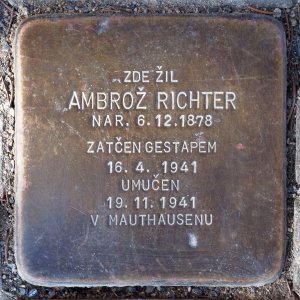 ZDE ŽIL
AMBROŽ RICHTER
NAR. 6.12.1878
ZATČEN GESTAPEM
16. 4. 1941
UMUČEN
19. 11. 1941
V MAUTHAUSENU